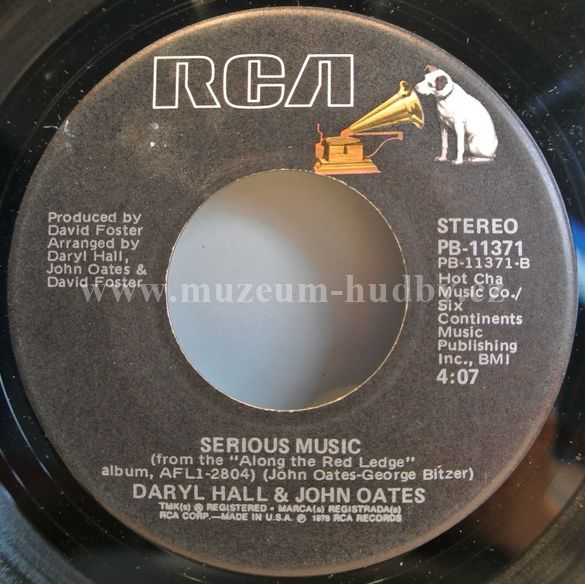 RCA
Produced by
David Foster
Arranged by
Daryl Hall,
John Oates &
David Foster
STEREO
PB-11371
PB-11371-B
Hot Cha
Music Co./
Six
Continents
Music
Publishing
Inc., BMI
4:07
www.muzeum-hudby.cz
SERIOUS MUSIC
(from the "Along the Red Ledge"
album, AFL1-2804) (John Oates-George Bitzer)
DARYL HALL & JOHN OATES
TMK(s) ® REGISTERED • MARCA(s) REGISTRADA(s)
RCA CORP.—MADE IN U.S.A. ℗ 1978 RCA RECORDS